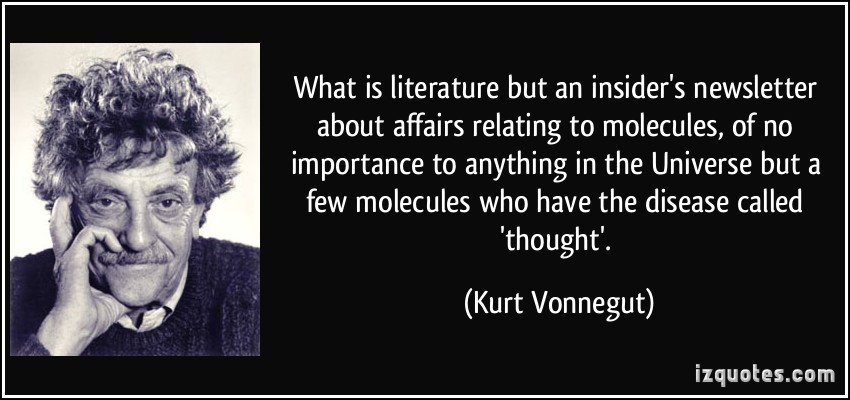 What is literature but an insider's newsletter
about affairs relating to molecules, of no
importance to anything in the Universe but a
few molecules who have the disease called
'thought'.
(Kurt Vonnegut)
izquotes.com